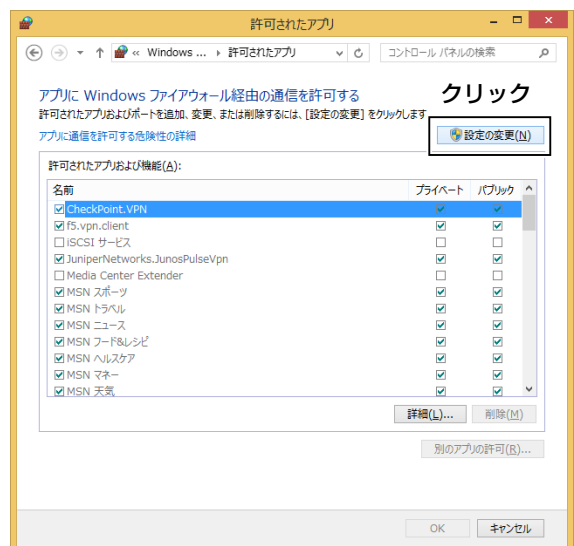 許可されたアプリ
« Windows ... 許可されたアプリ コントロール パネルの検索
アプリに Windows ファイアウォール経由の通信を許可する
クリック
許可されたアプリおよびポートを追加、変更、または削除するには、[設定の変更] をクリックします
アプリに通信を許可する危険性の詳細
設定の変更(N)
許可されたアプリおよび機能(A):
名前 プライベート パブリック
CheckPoint.VPN
f5.vpn.client
iSCSI サービス
JuniperNetworks.JunosPulseVpn
Media Center Extender
MSN スポーツ
MSN トラベル
MSN ニュース
MSN フード&レシピ
MSN ヘルスケア
MSN マネー
MSN 天気
詳細(L)... 削除(M)
別のアプリの許可(R)...
OK キャンセル